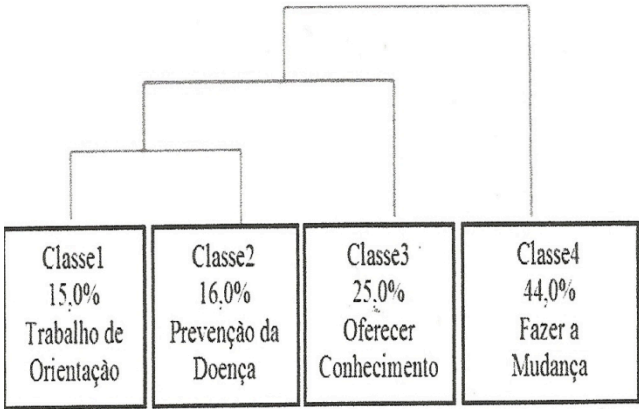 Classe1
15,0%
Trabalho de
Orientação
Classe2
16,0%
Prevenção da
Doença
Classe3
25,0%
Oferecer
Conhecimento
Classe4
44,0%
Fazer a
Mudança